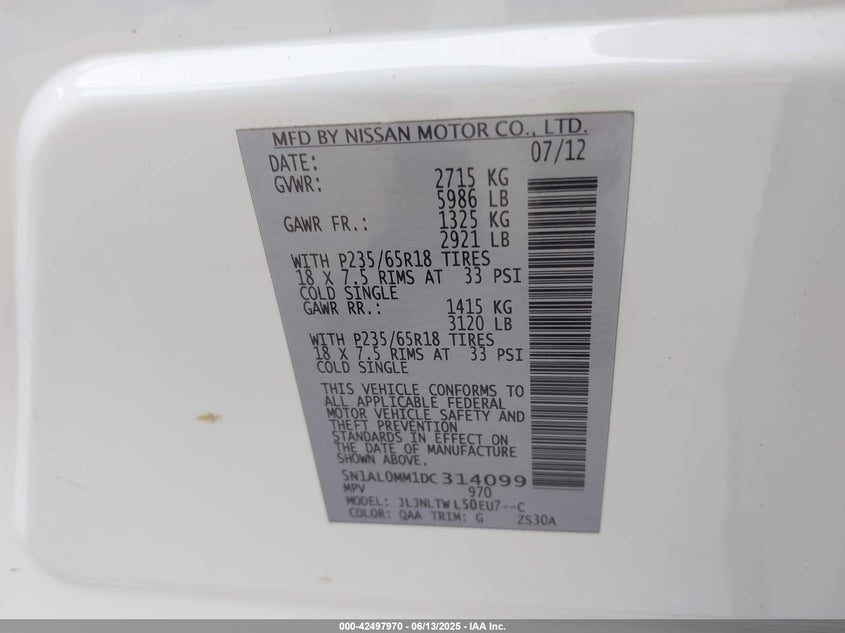 MFD BY NISSAN MOTOR CO., LTD.
DATE: 07/12
GVWR: 2715 KG
5986 LB
GAWR FR.: 1325 KG
2921 LB
WITH P235/65R18 TIRES
18 X 7.5 RIMS AT 33 PSI
COLD SINGLE
GAWR RR.: 1415 KG
3120 LB
WITH P235/65R18 TIRES
18 X 7.5 RIMS AT 33 PSI
COLD SINGLE
THIS VEHICLE CONFORMS TO
ALL APPLICABLE FEDERAL
MOTOR VEHICLE SAFETY AND
THEFT PREVENTION
STANDARDS IN EFFECT ON
THE DATE OF MANUFACTURE
SHOWN ABOVE.
5N1AL0MM1DC314099
MPV 970
MODEL: JLJNLTWL50EU7--C
COLOR: QAA TRIM: G ZS30A
000-42497970 - 06/13/2025 - IAA Inc.